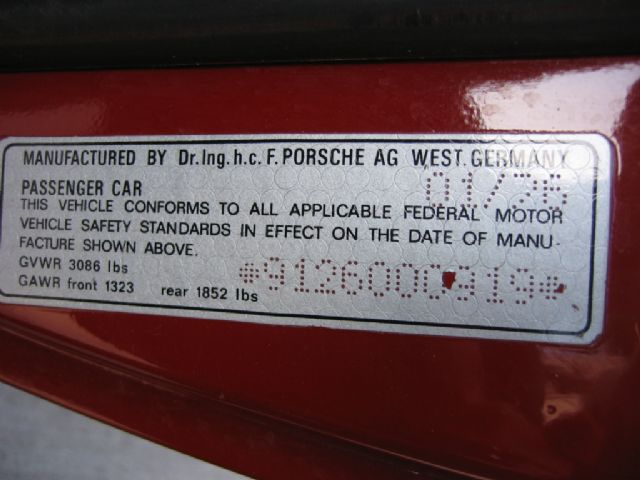 MANUFACTURED BY Dr.Ing.h.c.F.PORSCHE AG WEST.GERMANY
PASSENGER CAR 01/76
THIS VEHICLE CONFORMS TO ALL APPLICABLE FEDERAL MOTOR
VEHICLE SAFETY STANDARDS IN EFFECT ON THE DATE OF MANU-
FACTURE SHOWN ABOVE.
GVWR 3086 lbs
GAWR front 1323 rear 1852 lbs
*9126000919*